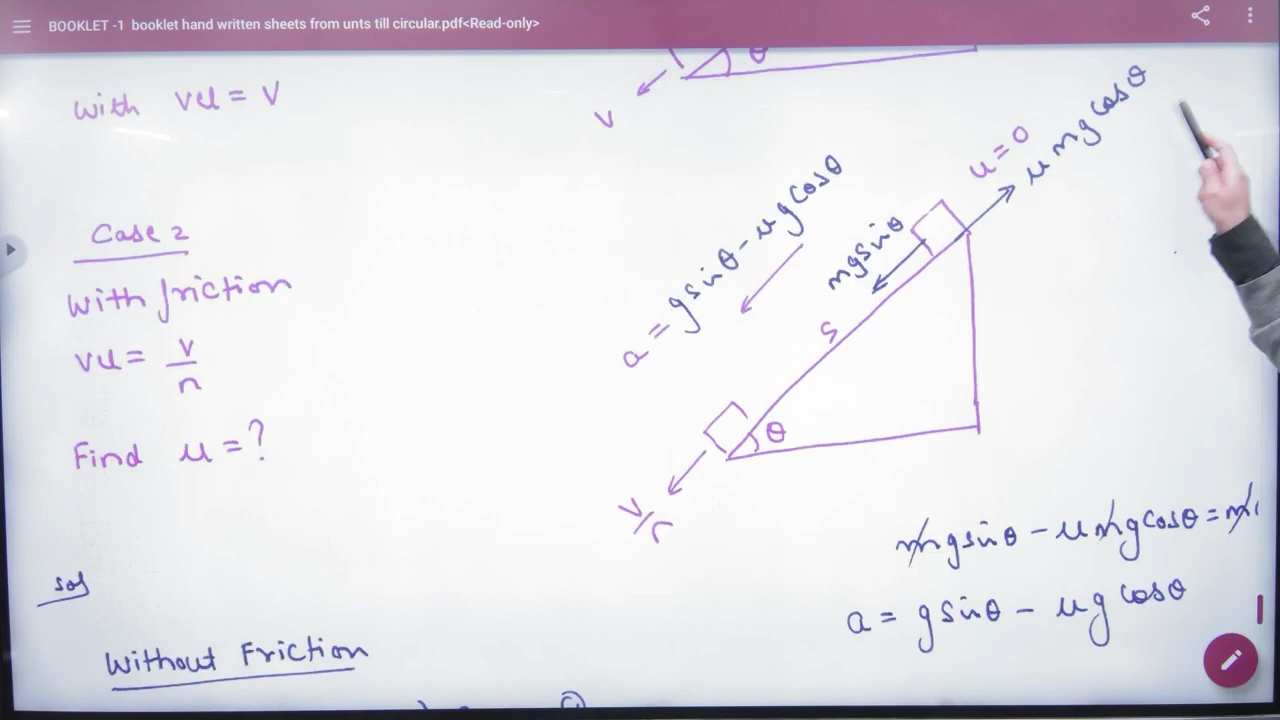 BOOKLET -1 booklet hand written sheets from unts till circular.pdf<Read-only>
θ
V
With vel = V
u=0
μ mg cosθ
a = g sinθ - μ g cosθ
mg sinθ
Case 2
With friction
S
vel = V/n
θ
Find μ = ?
mg sinθ - μ mg cosθ = m
sol
a = g sinθ - μ g cosθ
Without Friction